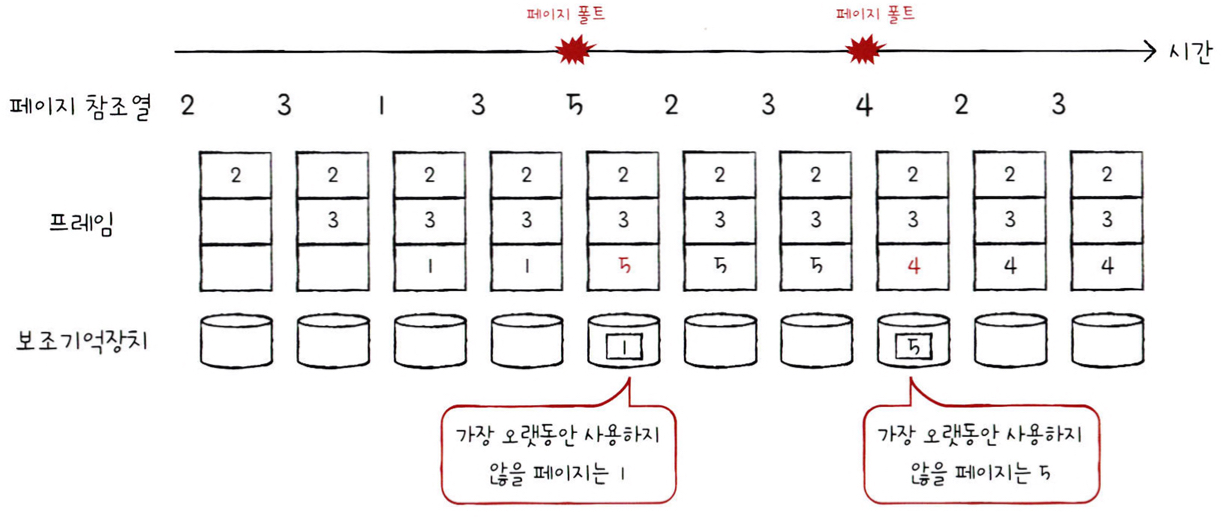 페이지 폴트 페이지 폴트
시간
페이지 참조열 2 3 1 3 5 2 3 4 2 3
2 2 2 2 2 2 2 2 2 2
프레임 3 3 3 3 3 3 3 3 3
1 1 5 5 5 4 4 4
보조기억장치 1 5
가장 오랫동안 사용하지
않을 페이지는 1
가장 오랫동안 사용하지
않을 페이지는 5